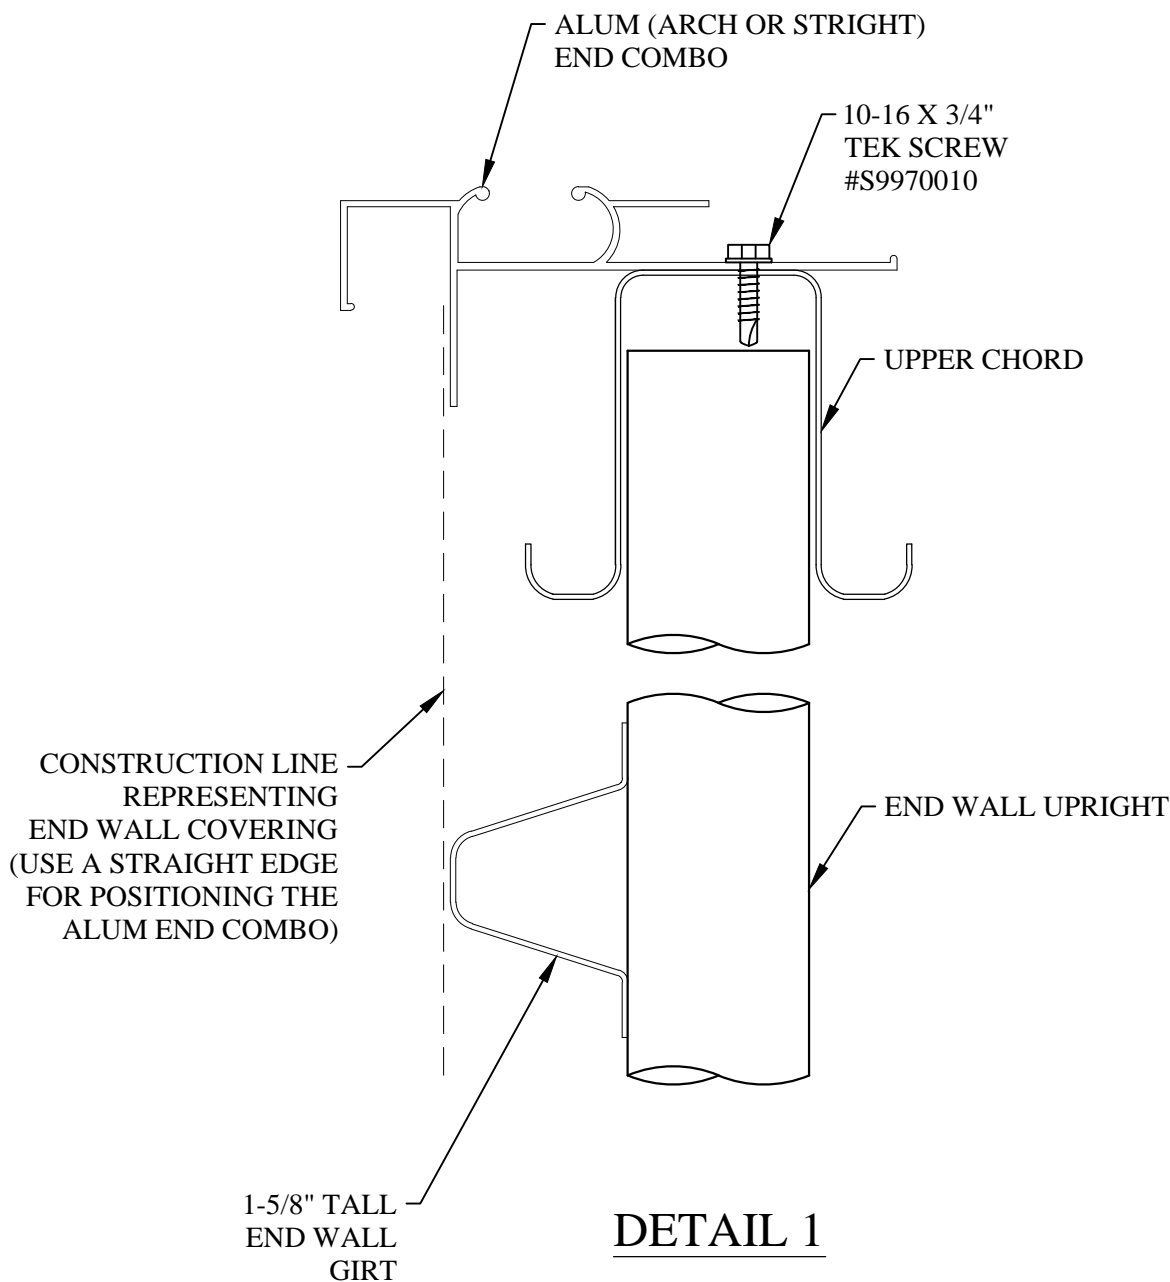 ALUM (ARCH OR STRIGHT)
END COMBO
10-16 X 3/4"
TEK SCREW
#S9970010
UPPER CHORD
CONSTRUCTION LINE
REPRESENTING
END WALL COVERING
(USE A STRAIGHT EDGE
FOR POSITIONING THE
ALUM END COMBO)
END WALL UPRIGHT
1-5/8" TALL
END WALL
GIRT
DETAIL 1